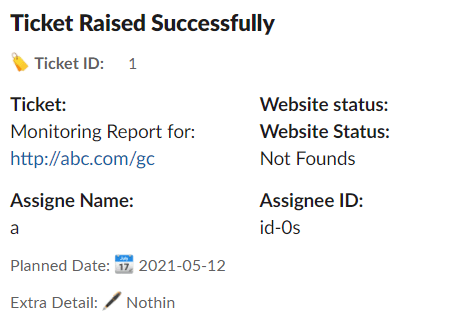 Ticket Raised Successfully
Ticket ID: 1
Ticket:
Monitoring Report for:
http://abc.com/gc
Website status:
Website Status:
Not Founds
Assigne Name:
a
Assignee ID:
id-0s
Planned Date: 2021-05-12
Extra Detail: Nothin